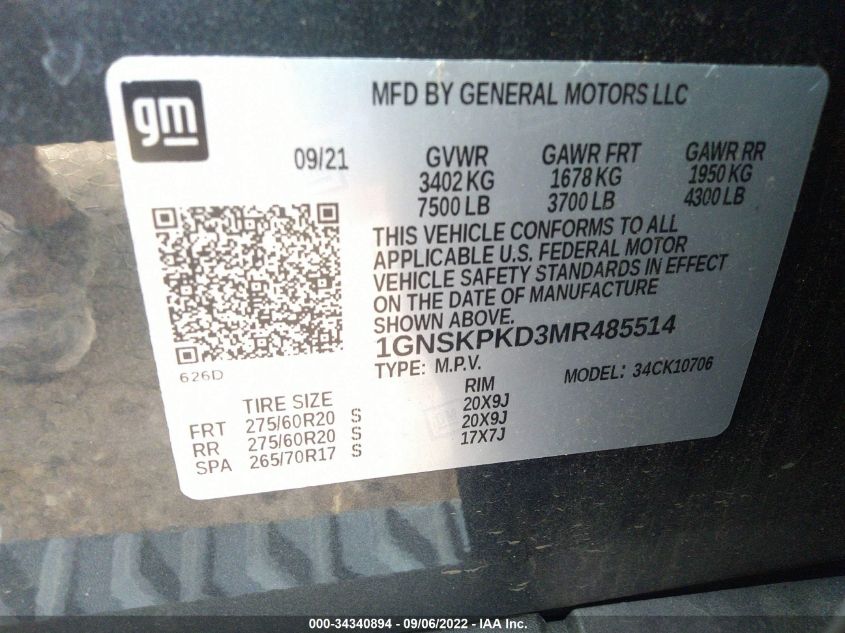 gm
MFD BY GENERAL MOTORS LLC
09/21
GVWR GAWR FRT GAWR RR
3402 KG 1678 KG 1950 KG
7500 LB 3700 LB 4300 LB
THIS VEHICLE CONFORMS TO ALL
APPLICABLE U.S. FEDERAL MOTOR
VEHICLE SAFETY STANDARDS IN EFFECT
ON THE DATE OF MANUFACTURE
SHOWN ABOVE.
1GNSKPKD3MR485514
TYPE: M.P.V. MODEL: 34CK10706
626D
TIRE SIZE RIM
FRT 275/60R20 S 20X9J
RR 275/60R20 S 20X9J
SPA 265/70R17 S 17X7J
000-34340894 - 09/06/2022 - IAA Inc.